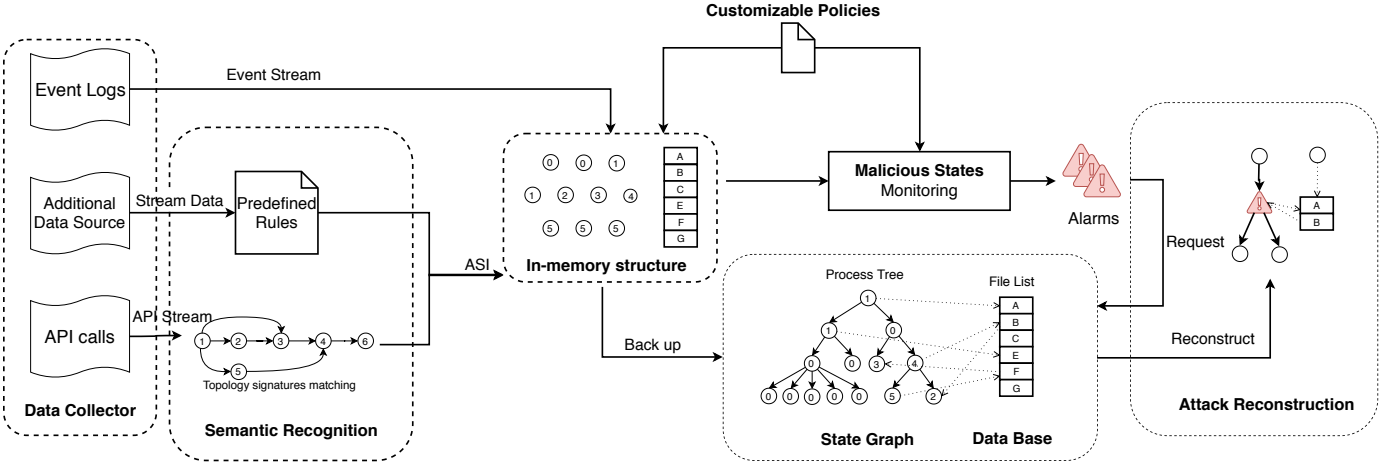 Customizable Policies
Event Logs
Event Stream
Additional
Data Source
Stream Data
Predefined
Rules
API calls
API Stream
1
2
3
4
6
5
Topology signatures matching
Data Collector
Semantic Recognition
ASI
0
0
1
1
2
3
4
5
5
5
A
B
C
E
F
G
In-memory structure
Back up
Malicious States
Monitoring
!
!
!
Alarms
Request
Process Tree
File List
1
1
0
0
0
3
4
0
0
0
0
0
5
2
A
B
C
E
F
G
State Graph
Data Base
Reconstruct
!
A
B
Attack Reconstruction